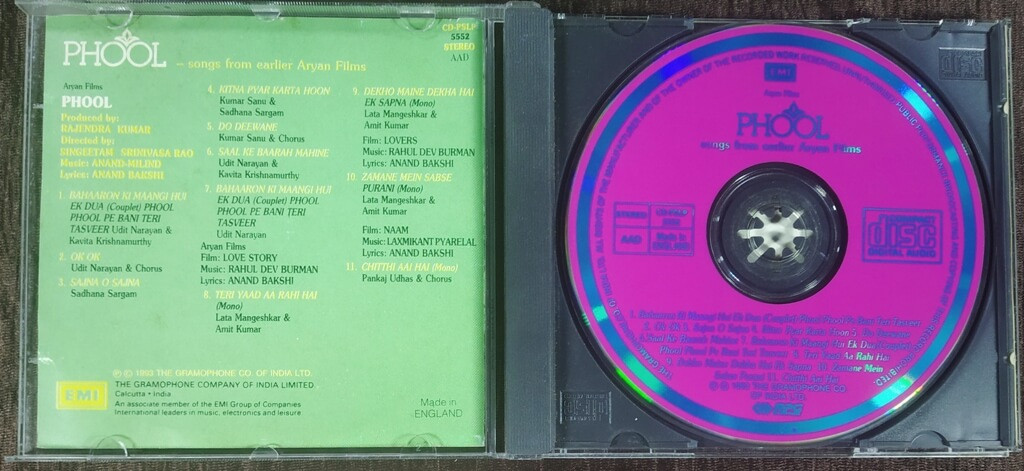 PHOOL
– songs from earlier Aryan Films
CD-PSLP
5552
STEREO
AAD
Aryan Films
PHOOL
Produced by:
RAJENDRA KUMAR
Directed by:
SINGEETAM SRINIVASA RAO
Music: ANAND-MILIND
Lyrics: ANAND BAKSHI
1. BAHAARON KI MAANGI HUI
EK DUA (Couplet) PHOOL
PHOOL PE BANI TERI
TASVEER Udit Narayan &
Kavita Krishnamurthy
2. OK OK
Udit Narayan & Chorus
3. SAJNA O SAJNA
Sadhana Sargam
4. KITNA PYAR KARTA HOON
Kumar Sanu &
Sadhana Sargam
5. DO DEEWANE
Kumar Sanu & Chorus
6. SAAL KE BAARAH MAHINE
Udit Narayan &
Kavita Krishnamurthy
7. BAHAARON KI MAANGI HUI
EK DUA (Couplet) PHOOL
PHOOL PE BANI TERI
TASVEER
Udit Narayan
Aryan Films
Film: LOVE STORY
Music: RAHUL DEV BURMAN
Lyrics: ANAND BAKSHI
8. TERI YAAD AA RAHI HAI
(Mono)
Lata Mangeshkar &
Amit Kumar
9. DEKHO MAINE DEKHA HAI
EK SAPNA (Mono)
Lata Mangeshkar &
Amit Kumar
Film: LOVERS
Music: RAHUL DEV BURMAN
Lyrics: ANAND BAKSHI
10. ZAMANE MEIN SABSE
PURANI (Mono)
Lata Mangeshkar &
Amit Kumar
Film: NAAM
Music: LAXMIKANT PYARELAL
Lyrics: ANAND BAKSHI
11. CHITTHI AAI HAI (Mono)
Pankaj Udhas & Chorus
THE GRAMOPHONE CO. OF INDIA LTD.
EMI
THE GRAMOPHONE COMPANY OF INDIA LIMITED.
Calcutta • India
An associate member of the EMI Group of Companies
International leaders in music, electronics and leisure
Made in
ENGLAND
EMI
Aryan Films
PHOOL
songs from earlier Aryan Films
STEREO
AAD
Made in
ENGLAND
COMPACT
disc
DIGITAL AUDIO